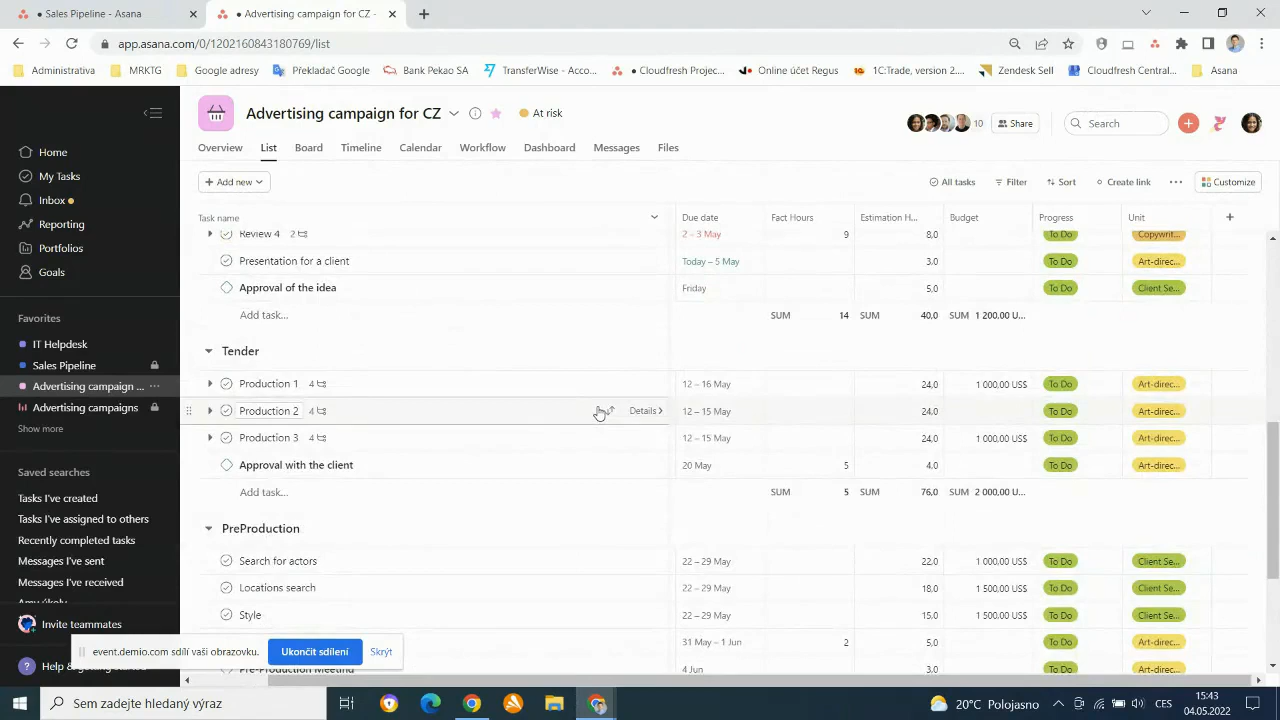 Sales Pipeline - Asana
Advertising campaign for CZ -
app.asana.com/0/1202160843180769/list
Administrativa
MRKTG
Google adresy
Překladač Google
Bank Pekao SA
TransferWise - Acco...
Cloudfresh Projec...
Online účet Regus
1C:Trade, version 2....
Zendesk Sell
Cloudfresh Central...
Asana
Home
My Tasks
Inbox
Reporting
Portfolios
Goals
Favorites
IT Helpdesk
Sales Pipeline
Advertising campaign ...
Advertising campaigns
Show more
Saved searches
Tasks I've created
Tasks I've assigned to others
Recently completed tasks
Messages I've sent
Messages I've received
Invite teammates
Help & getting started
Advertising campaign for CZ
At risk
10
Share
Search
Overview
List
Board
Timeline
Calendar
Workflow
Dashboard
Messages
Files
+ Add new
All tasks
Filter
Sort
Create link
Customize
Task name
Due date
Fact Hours
Estimation H...
Budget
Progress
Unit
Review 4 2
2 – 3 May
9
8,0
To Do
Copywrit...
Presentation for a client
Today – 5 May
3,0
To Do
Art-direc...
Approval of the idea
Friday
5,0
To Do
Client Se...
Add task...
SUM 14
SUM 40,0
SUM 1 200,00 U...
Tender
Production 1 4
12 – 16 May
24,0
1 000,00 US$
To Do
Art-direc...
Production 2 4
Details
12 – 15 May
24,0
To Do
Art-direc...
Production 3 4
12 – 15 May
24,0
1 000,00 US$
To Do
Art-direc...
Approval with the client
20 May
5
4,0
To Do
Art-direc...
Add task...
SUM 5
SUM 76,0
SUM 2 000,00 U...
PreProduction
Search for actors
22 – 29 May
22,0
1 000,00 US$
To Do
Client Se...
Locations search
22 – 29 May
18,0
1 500,00 US$
To Do
Client Se...
Style
22 – 29 May
15,0
1 500,00 US$
To Do
Client Se...
31 May – 1 Jun
2
5,0
To Do
Art-direc...
Pre-Production Meeting
4 Jun
3,0
To Do
Art-direc...
event.demio.com sdílí vaši obrazovku.
Ukončit sdílení
Skrýt
Sem zadejte hledaný výraz
20°C Polojasno
CES
15:43
04.05.2022